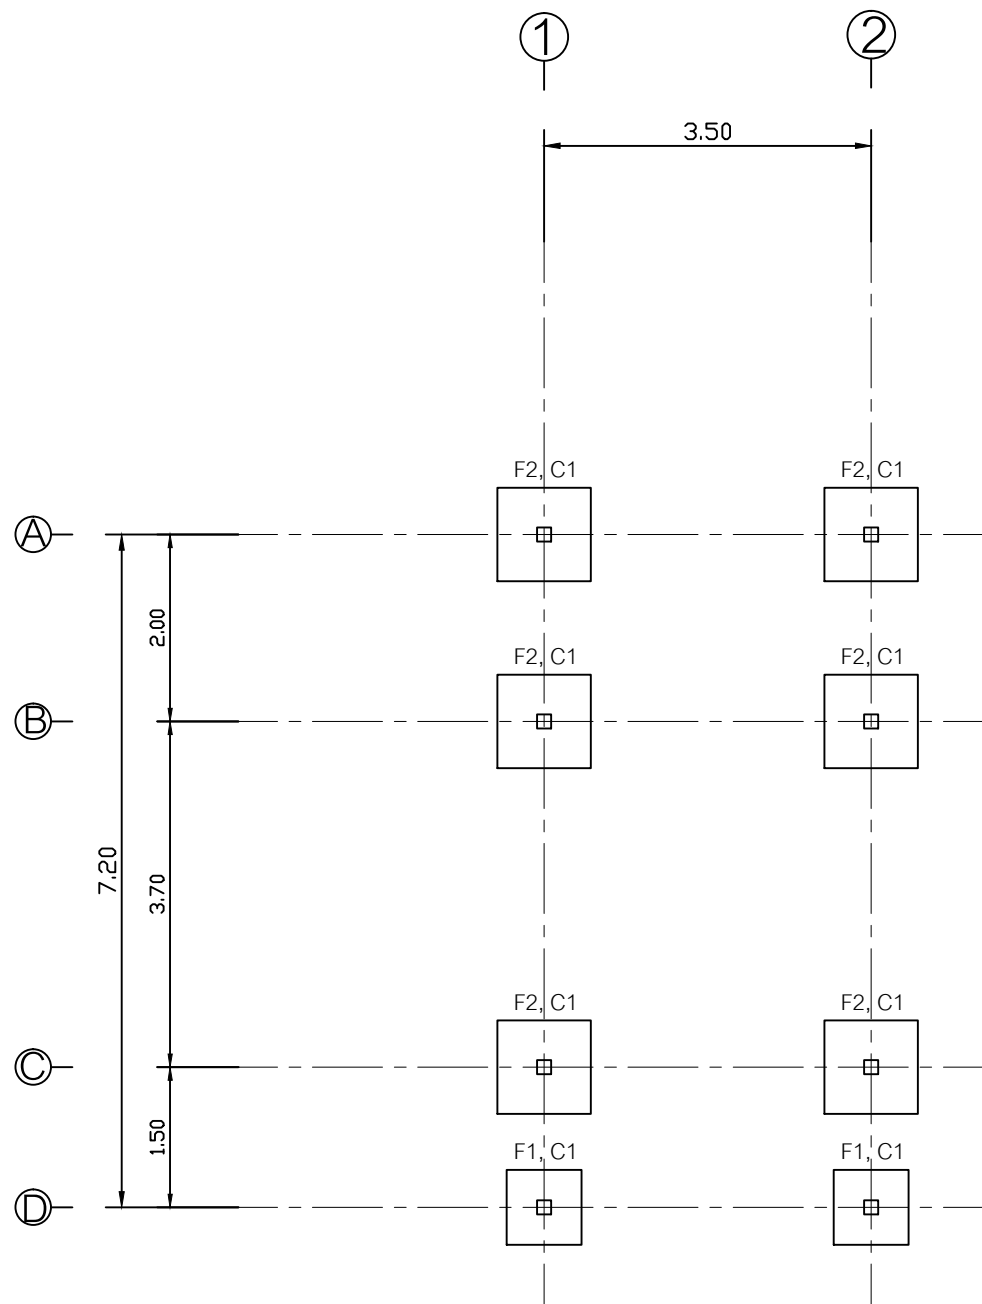 1 2
3.50
F2, C1 F2, C1
A
2.00
F2, C1 F2, C1
B
7.20
3.70
F2, C1 F2, C1
C
1.50
F1, C1 F1, C1
D